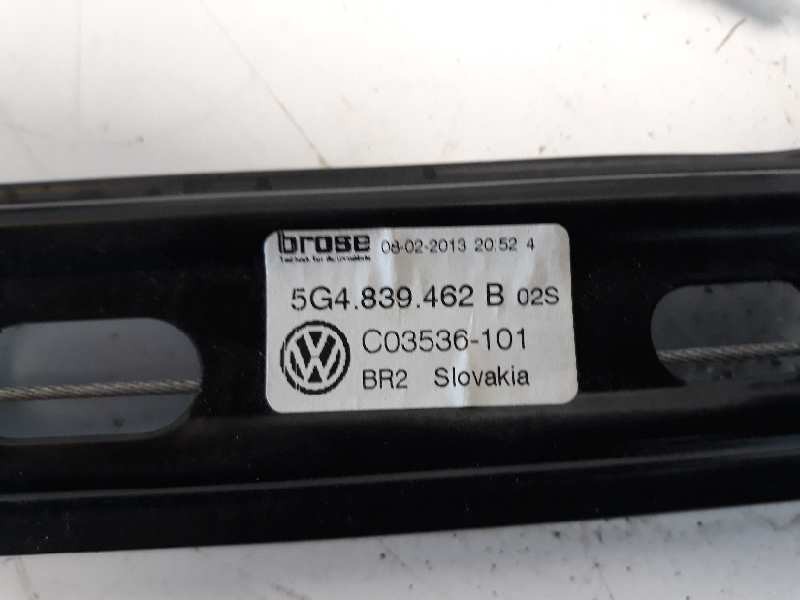 brose 08-02-2013 20:52 4
5G4.839.462 B 02S
C03536-101
BR2 Slovakia